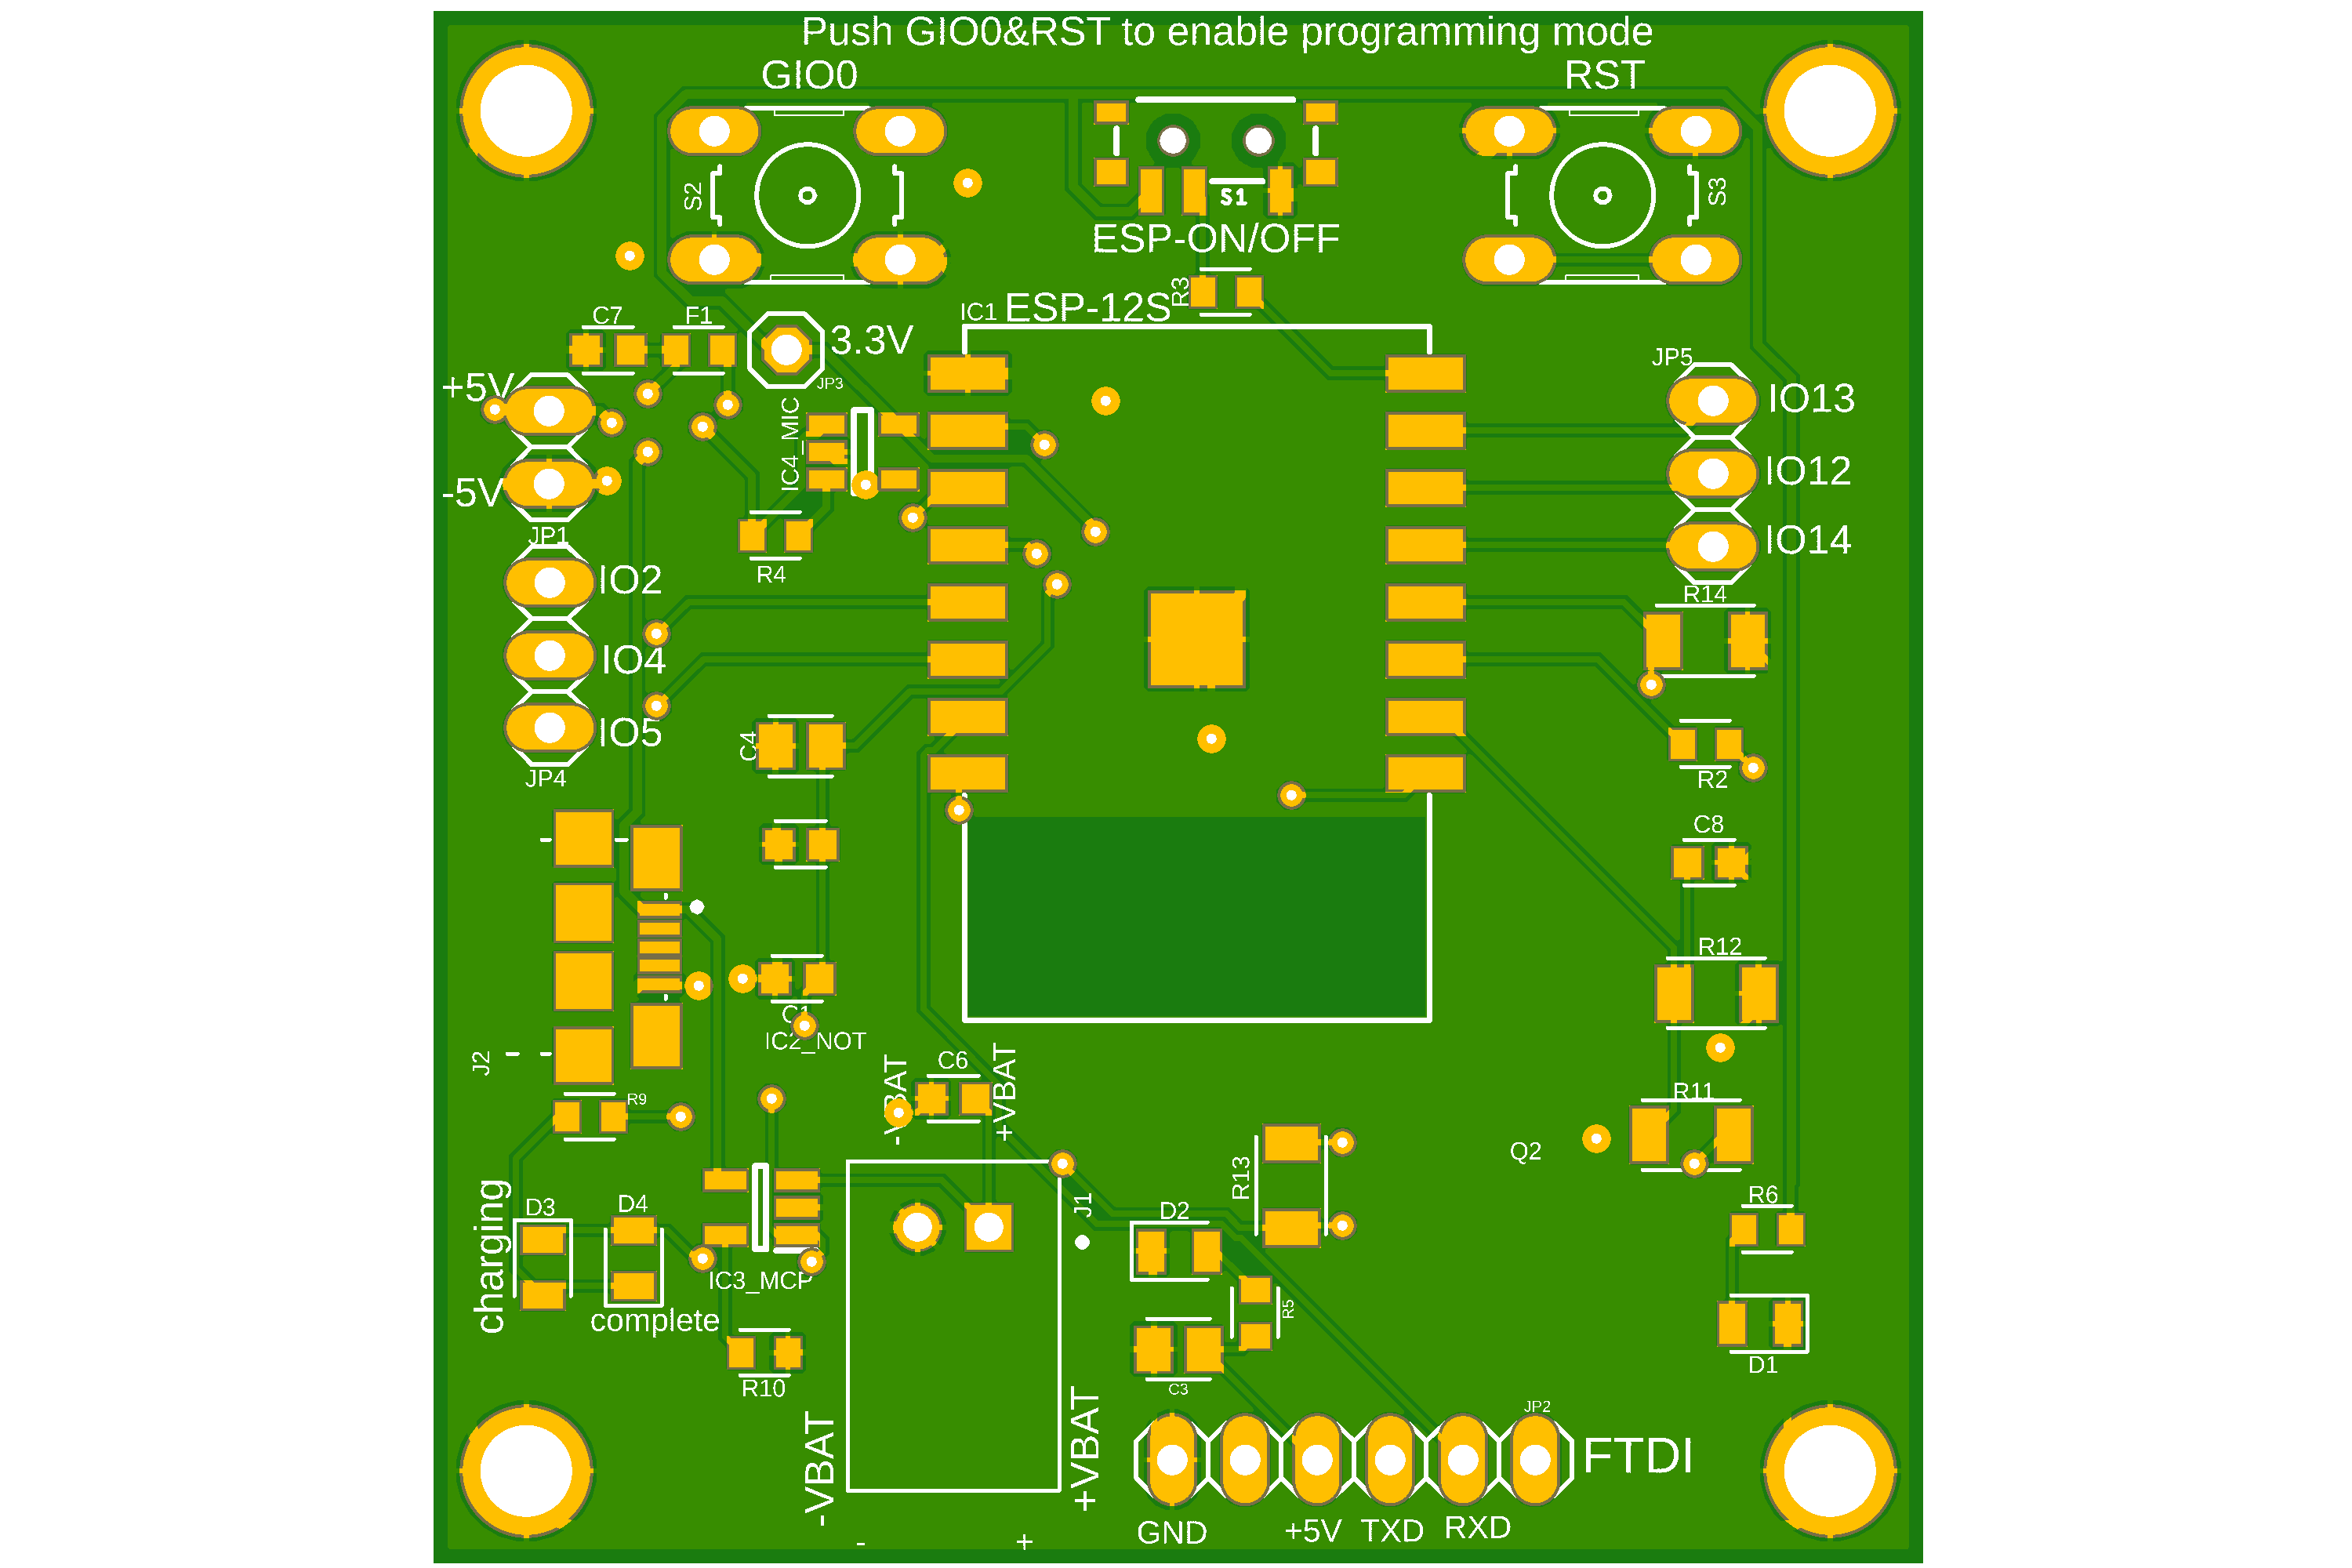 Push GIO0&RST to enable programming mode
GIO0
RST
S2
S1
S3
ESP-ON/OFF
R3
IC1 ESP-12S
C7
F1
3.3V
JP3
JP5
+5V
IO13
IC4_MIC
IO12
-5V
JP1
IO14
R4
IO2
R14
IO4
IO5
C4
JP4
R2
C8
R12
C1
IC2_NOT
J2
C6
-VBAT
+VBAT
R9
R11
Q2
R13
charging
D3
D4
J1
D2
R6
IC3_MCP
complete
R5
D1
R10
C3
-VBAT
+VBAT
JP2
FTDI
GND
+5V
TXD
RXD
-
+